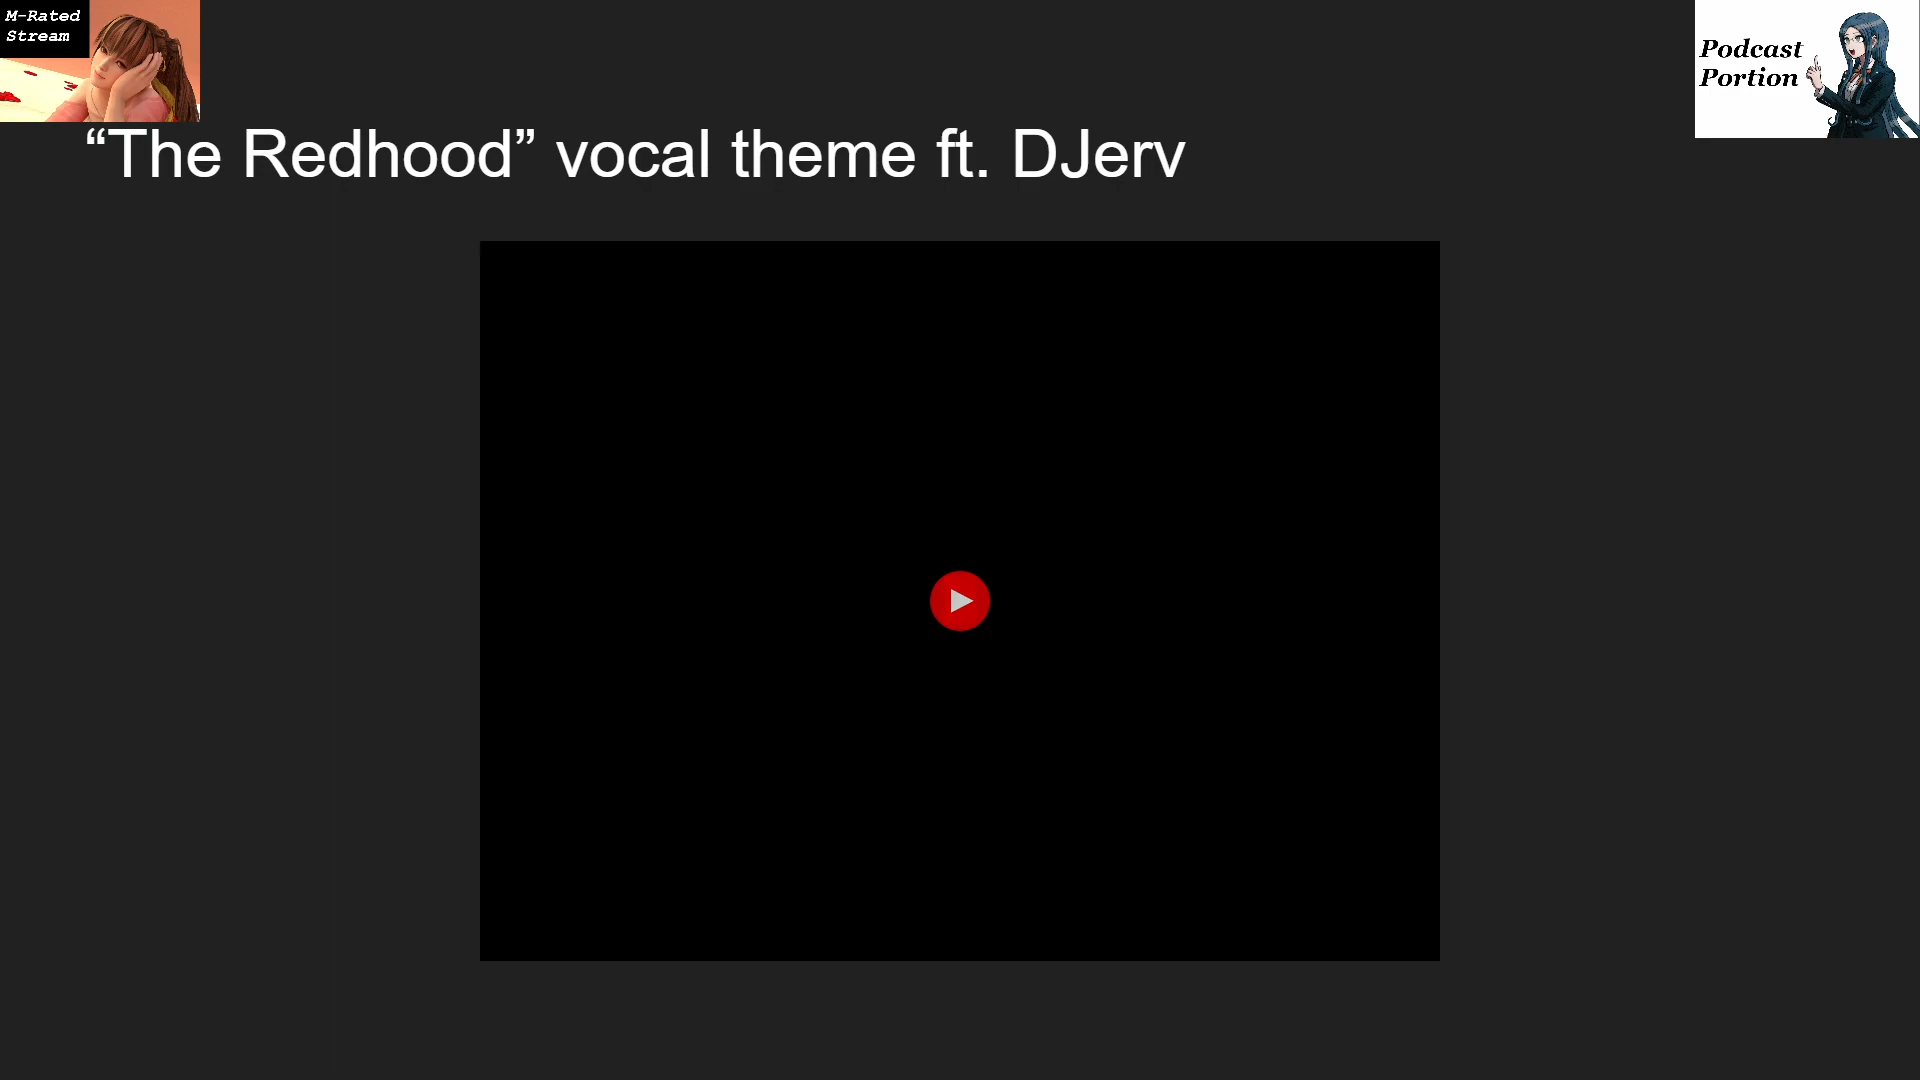 M-Rated
Stream
Podcast
Portion
“The Redhood” vocal theme ft. DJerv